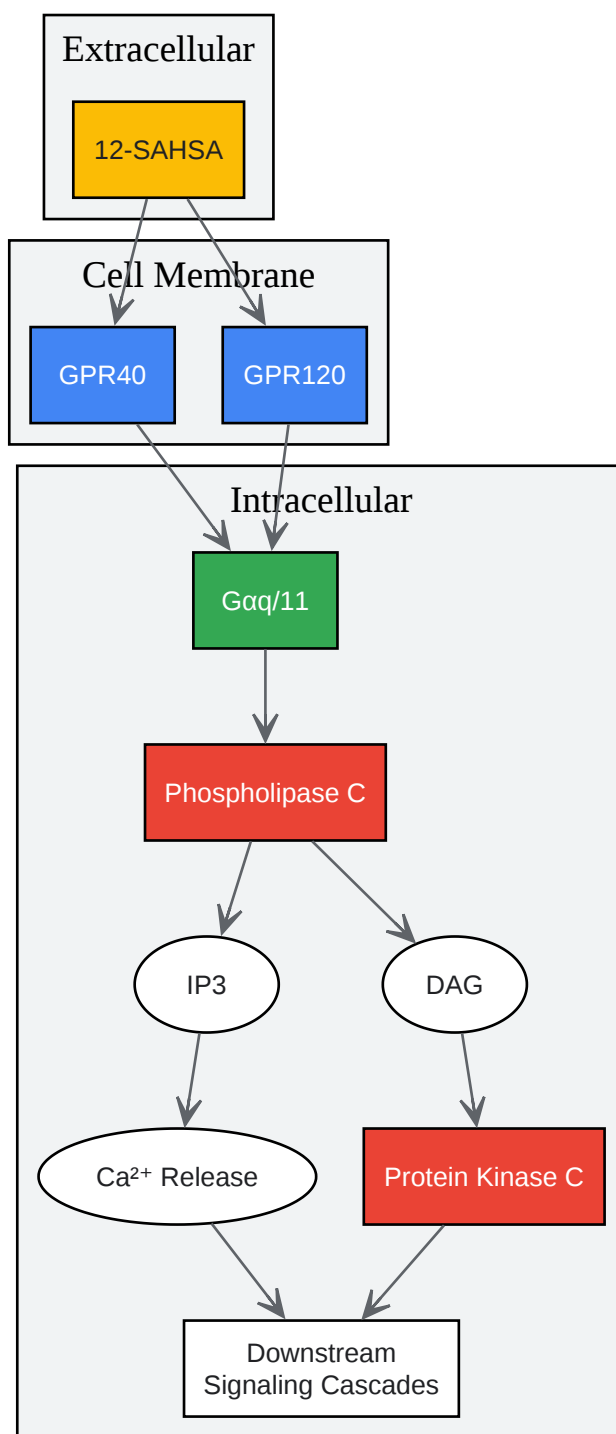 Extracellular
12-SAHSA
Cell Membrane
GPR40
GPR120
Intracellular
Gαq/11
Phospholipase C
IP3
DAG
Ca²⁺ Release
Protein Kinase C
Downstream
Signaling Cascades